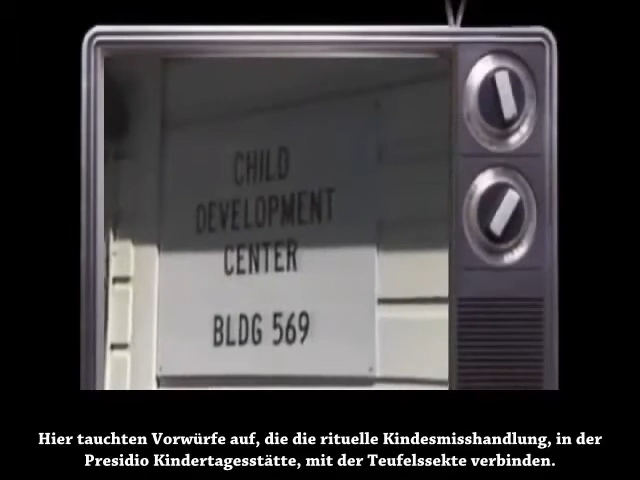 CHILD
DEVELOPMENT
CENTER
BLDG 569
Hier tauchten Vorwürfe auf, die die rituelle Kindesmisshandlung, in der
Presidio Kindertagesstätte, mit der Teufelssekte verbinden.